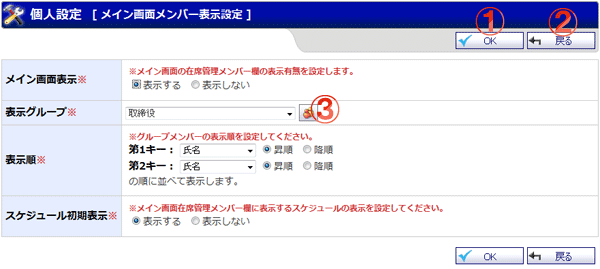 個人設定 [ メイン画面メンバー表示設定 ]
① ②
OK 戻る
メイン画面表示※
※メイン画面の在席管理メンバー欄の表示有無を設定します。
表示する 表示しない
表示グループ※
取締役
③
表示順※
※グループメンバーの表示順を設定してください。
第1キー： 氏名 昇順 降順
第2キー： 氏名 昇順 降順
の順に並べて表示します。
スケジュール初期表示※
※メイン画面在席管理メンバー欄に表示するスケジュールの表示を設定してください。
表示する 表示しない
OK 戻る